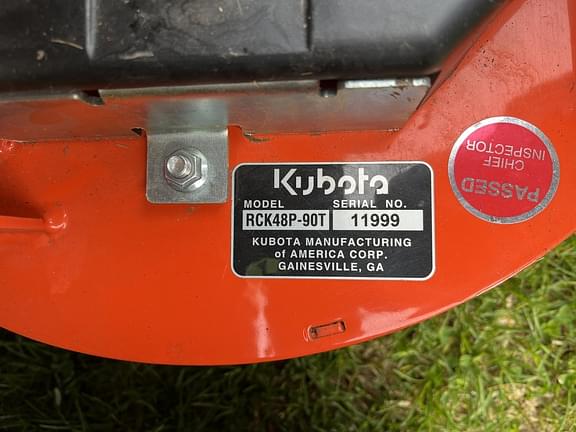 Kubota
MODEL SERIAL NO.
RCK48P-90T 11999
KUBOTA MANUFACTURING
of AMERICA CORP.
GAINESVILLE, GA
PASSED
CHIEF
INSPECTOR